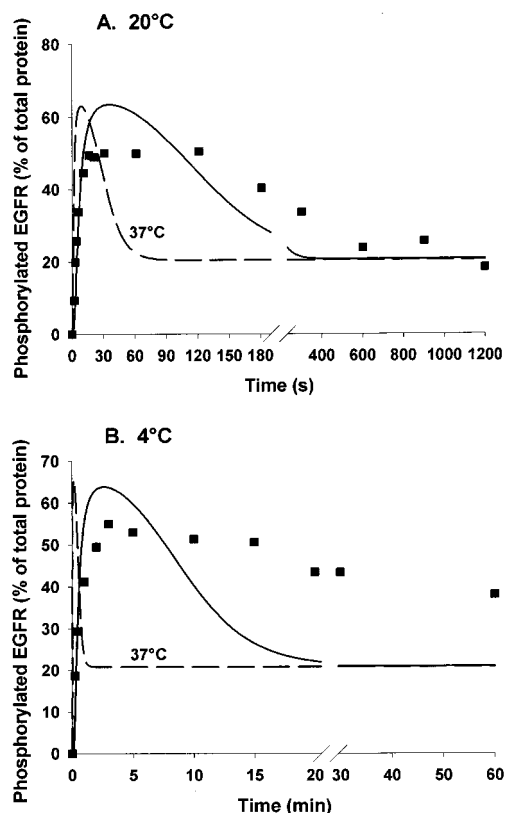 A. 20°C
Phosphorylated EGFR (% of total protein)
80
60
40
20
0
37°C
0 30 60 90 120 150 180 400 600 800 1000 1200
Time (s)
B. 4°C
Phosphorylated EGFR (% of total protein)
70
60
50
40
30
20
10
0
37°C
0 5 10 15 20 30 40 50 60
Time (min)